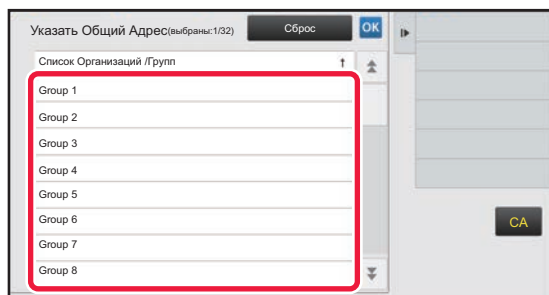 Указать Общий Адрес(выбраны:1/32)
Сброс
OK
Список Организаций /Групп
Group 1
Group 2
Group 3
Group 4
Group 5
Group 6
Group 7
Group 8
CA